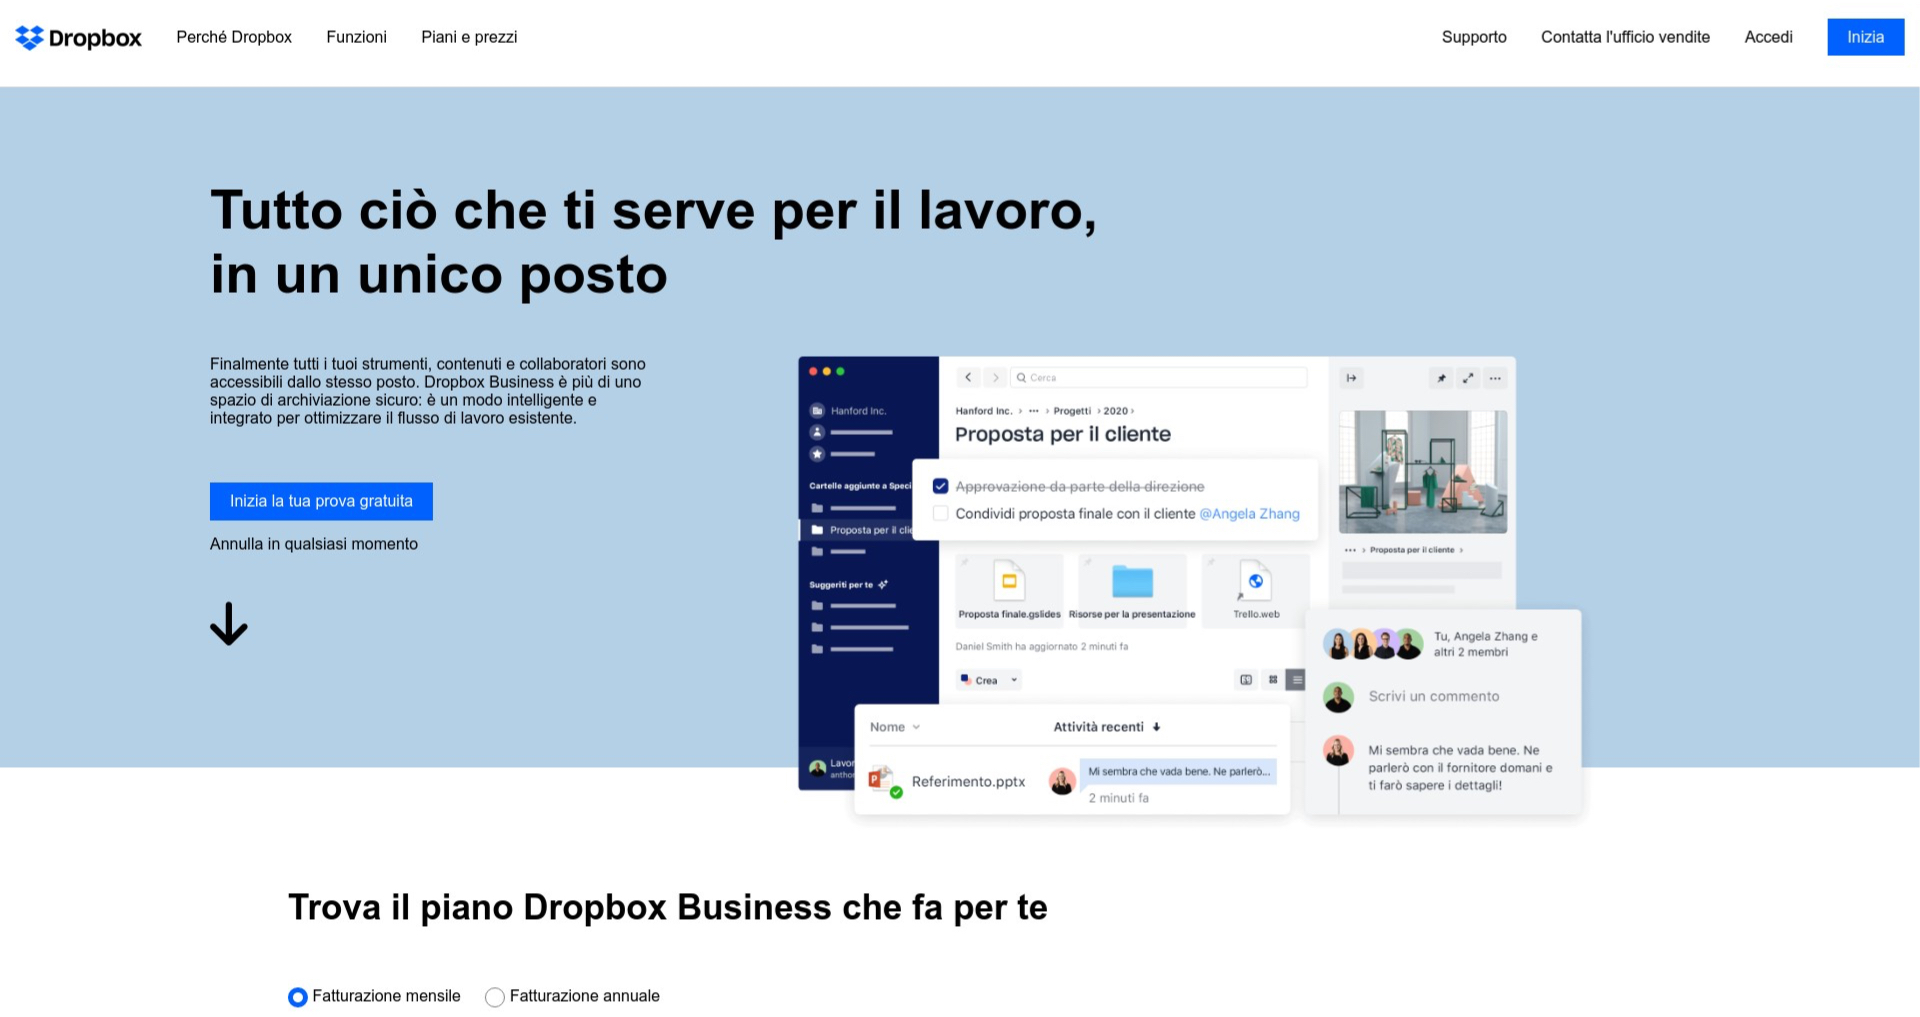 Dropbox
Perché Dropbox
Funzioni
Piani e prezzi
Supporto
Contatta l'ufficio vendite
Accedi
Inizia
Tutto ciò che ti serve per il lavoro,
in un unico posto
Finalmente tutti i tuoi strumenti, contenuti e collaboratori sono
accessibili dallo stesso posto. Dropbox Business è più di uno
spazio di archiviazione sicuro: è un modo intelligente e
integrato per ottimizzare il flusso di lavoro esistente.
Inizia la tua prova gratuita
Annulla in qualsiasi momento
Hanford Inc.
Cartelle aggiunte a Speci
Proposta per il clie
Suggeriti per te
Lavor
anthor
Cerca
Hanford Inc. › ··· › Progetti › 2020 ›
Proposta per il cliente
Approvazione da parte della direzione
Condividi proposta finale con il cliente @Angela Zhang
Proposta finale.gslides
Risorse per la presentazione
Trello.web
Daniel Smith ha aggiornato 2 minuti fa
Crea
Nome
Attività recenti
Referimento.pptx
Mi sembra che vada bene. Ne parlerò...
2 minuti fa
··· › Proposta per il cliente ›
Tu, Angela Zhang e
altri 2 membri
Scrivi un commento
Mi sembra che vada bene. Ne
parlerò con il fornitore domani e
ti farò sapere i dettagli!
Trova il piano Dropbox Business che fa per te
Fatturazione mensile
Fatturazione annuale